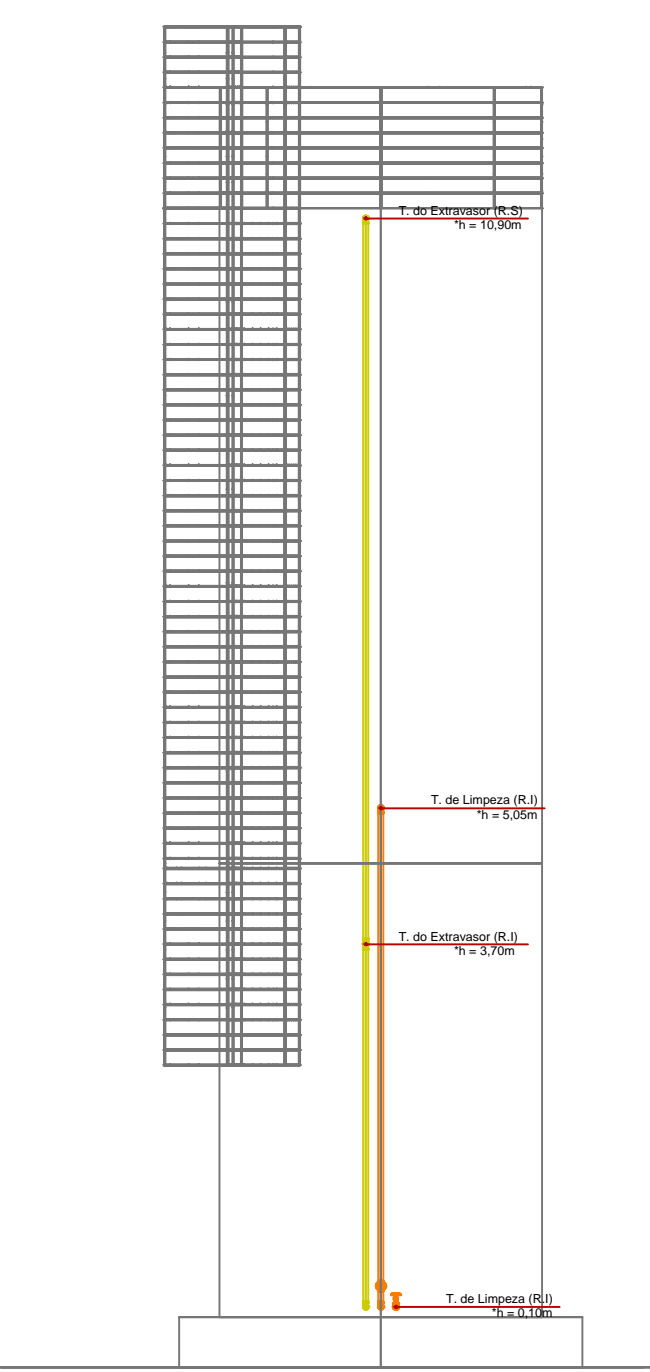 T. do Extravasor (R.S)
*h = 10,90m
T. de Limpeza (R.I)
*h = 5,05m
T. do Extravasor (R.I)
*h = 3,70m
T. de Limpeza (R.I)
*h = 0,10m